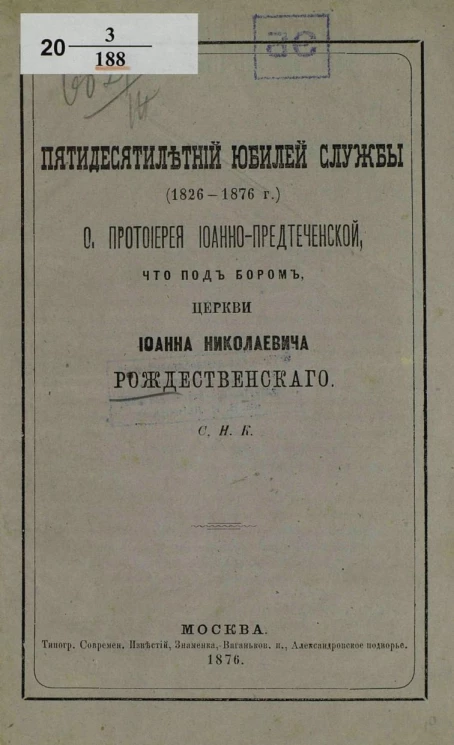 20 3
188
ПЯТИДЕСЯТИЛѢТНІЙ ЮБИЛЕЙ СЛУЖБЫ
(1826 – 1876 г.)
О. ПРОТОІЕРЕЯ ІОАННО-ПРЕДТЕЧЕНСКОЙ,
ЧТО ПОДЪ БОРОМЪ,
ЦЕРКВИ
ІОАННА НИКОЛАЕВИЧА
РОЖДЕСТВЕНСКАГО.
С. Н. К.
МОСКВА.
Типогр. Современ. Извѣстій, Знаменка, Ваганьков. п., Александровское подворье.
1876.